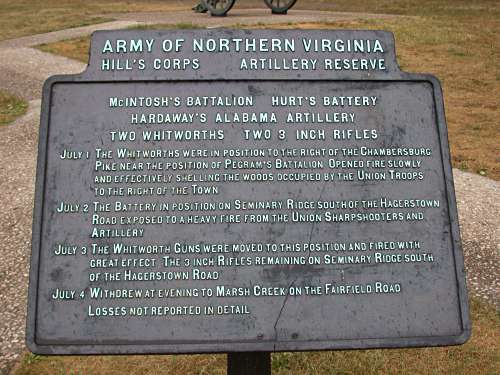 ARMY OF NORTHERN VIRGINIA
HILL'S CORPS ARTILLERY RESERVE
MCINTOSH'S BATTALION HURT'S BATTERY
HARDAWAY'S ALABAMA ARTILLERY
TWO WHITWORTHS TWO 3 INCH RIFLES
JULY 1 THE WHITWORTHS WERE IN POSITION TO THE RIGHT OF THE CHAMBERSBURG
PIKE NEAR THE POSITION OF PEGRAM'S BATTALION. OPENED FIRE SLOWLY
AND EFFECTIVELY SHELLING THE WOODS OCCUPIED BY THE UNION TROOPS
TO THE RIGHT OF THE TOWN
JULY 2 THE BATTERY IN POSITION ON SEMINARY RIDGE SOUTH OF THE HAGERSTOWN
ROAD EXPOSED TO A HEAVY FIRE FROM THE UNION SHARPSHOOTERS AND
ARTILLERY
JULY 3 THE WHITWORTH GUNS WERE MOVED TO THIS POSITION AND FIRED WITH
GREAT EFFECT THE 3 INCH RIFLES REMAINING ON SEMINARY RIDGE SOUTH
OF THE HAGERSTOWN ROAD
JULY 4 WITHDREW AT EVENING TO MARSH CREEK ON THE FAIRFIELD ROAD
LOSSES NOT REPORTED IN DETAIL